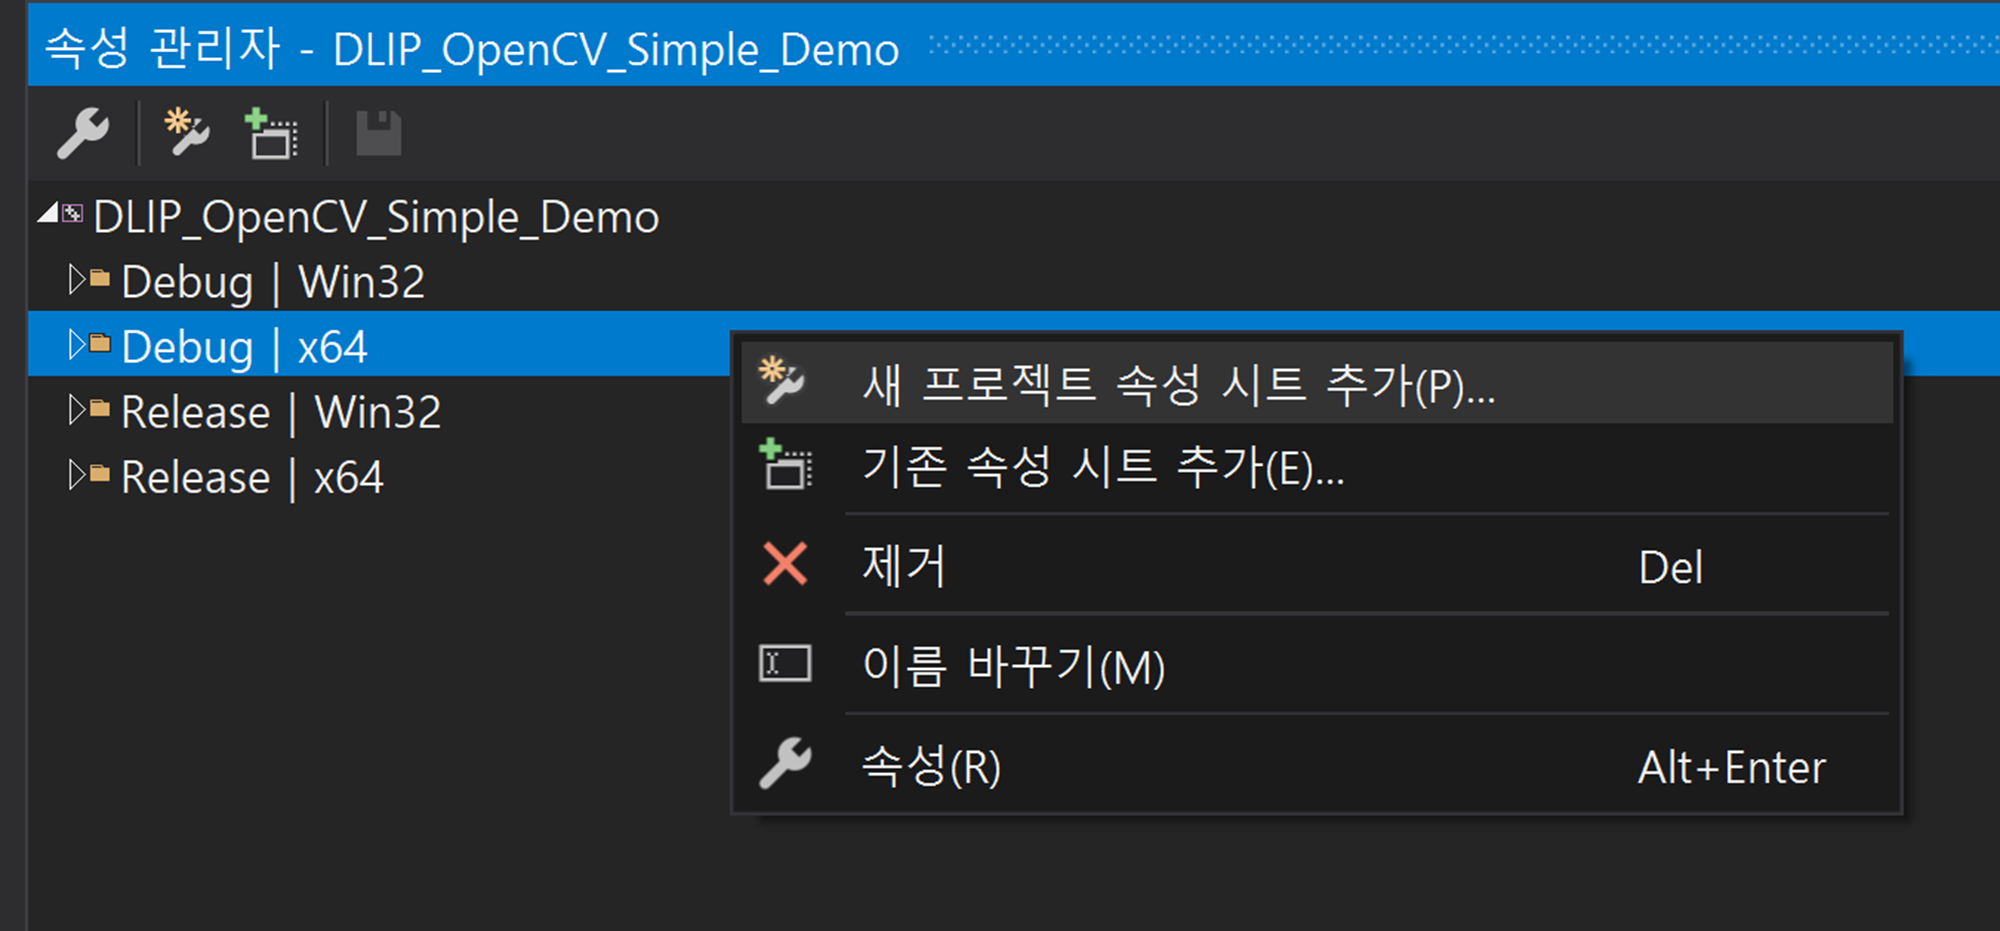 속성 관리자 - DLIP_OpenCV_Simple_Demo
DLIP_OpenCV_Simple_Demo
Debug | Win32
Debug | x64
Release | Win32
Release | x64
새 프로젝트 속성 시트 추가(P)...
기존 속성 시트 추가(E)...
제거 Del
이름 바꾸기(M)
속성(R) Alt+Enter